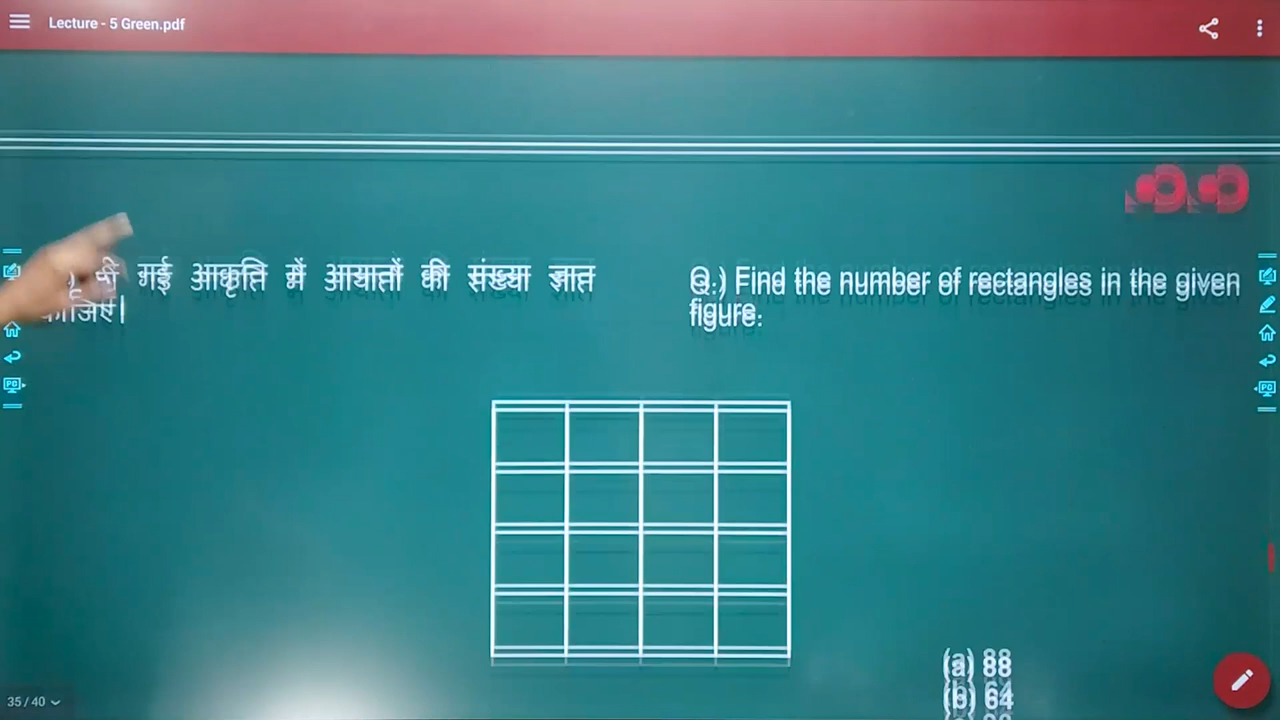 Lecture - 5 Green.pdf
गई आकृति में आयातों की संख्या ज्ञात
Q.) Find the number of rectangles in the given
figure:
(a) 88
(b) 64
35 / 40